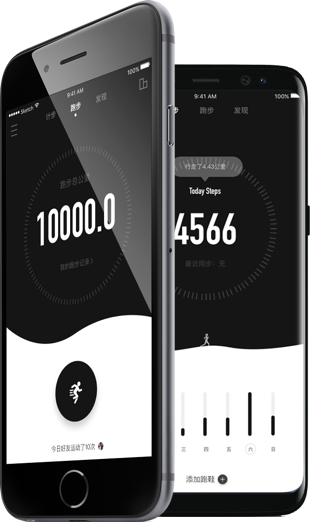 Sketch
9:41 AM
100%
计步
跑步
发现
跑步总公里
10000.0
我的跑步记录 >
今日好友运动了10次
9:41 AM
100%
步
跑步
发现
行走了4.43公里
Today Steps
4566
最近同步：无
三
四
五
六
日
添加跑鞋 +